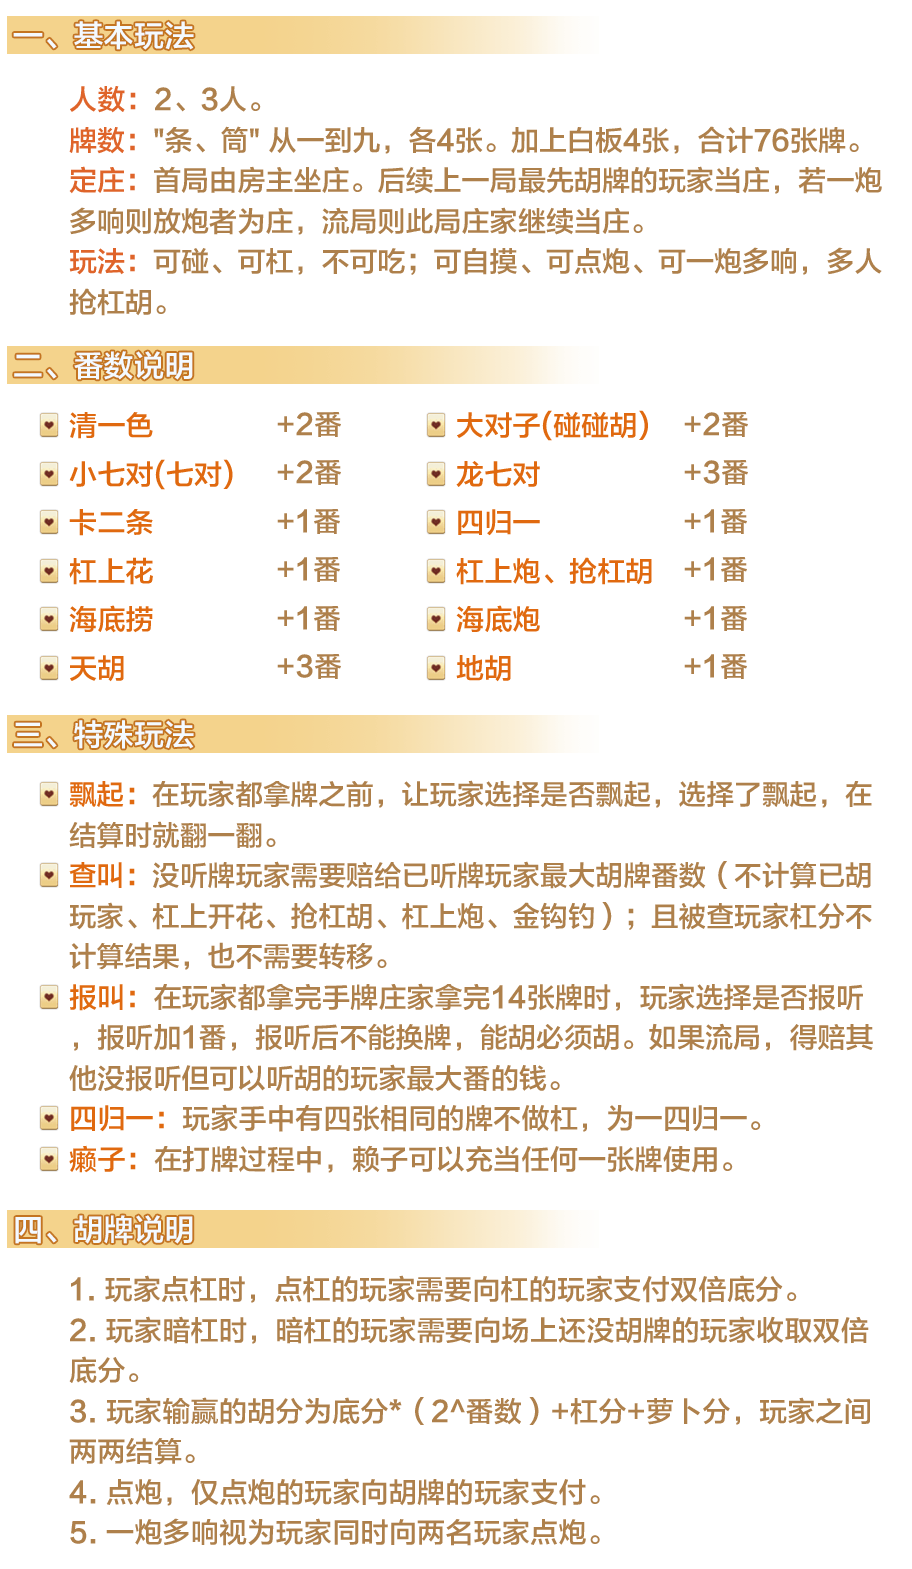 一、基本玩法
人数：2、3人。
牌数："条、筒" 从一到九，各4张。加上白板4张，合计76张牌。
定庄：首局由房主坐庄。后续上一局最先胡牌的玩家当庄，若一炮
多响则放炮者为庄，流局则此局庄家继续当庄。
玩法：可碰、可杠，不可吃；可自摸、可点炮、可一炮多响，多人
抢杠胡。
二、番数说明
清一色 +2番 大对子(碰碰胡) +2番
小七对(七对) +2番 龙七对 +3番
卡二条 +1番 四归一 +1番
杠上花 +1番 杠上炮、抢杠胡 +1番
海底捞 +1番 海底炮 +1番
天胡 +3番 地胡 +1番
三、特殊玩法
飘起：在玩家都拿牌之前，让玩家选择是否飘起，选择了飘起，在
结算时就翻一翻。
查叫：没听牌玩家需要赔给已听牌玩家最大胡牌番数（不计算已胡
玩家、杠上开花、抢杠胡、杠上炮、金钩钓）；且被查玩家杠分不
计算结果，也不需要转移。
报叫：在玩家都拿完手牌庄家拿完14张牌时，玩家选择是否报听
，报听加1番，报听后不能换牌，能胡必须胡。如果流局，得赔其
他没报听但可以听胡的玩家最大番的钱。
四归一：玩家手中有四张相同的牌不做杠，为一四归一。
癞子：在打牌过程中，赖子可以充当任何一张牌使用。
四、胡牌说明
1. 玩家点杠时，点杠的玩家需要向杠的玩家支付双倍底分。
2. 玩家暗杠时，暗杠的玩家需要向场上还没胡牌的玩家收取双倍
底分。
3. 玩家输赢的胡分为底分*（2^番数）+杠分+萝卜分，玩家之间
两两结算。
4. 点炮，仅点炮的玩家向胡牌的玩家支付。
5. 一炮多响视为玩家同时向两名玩家点炮。